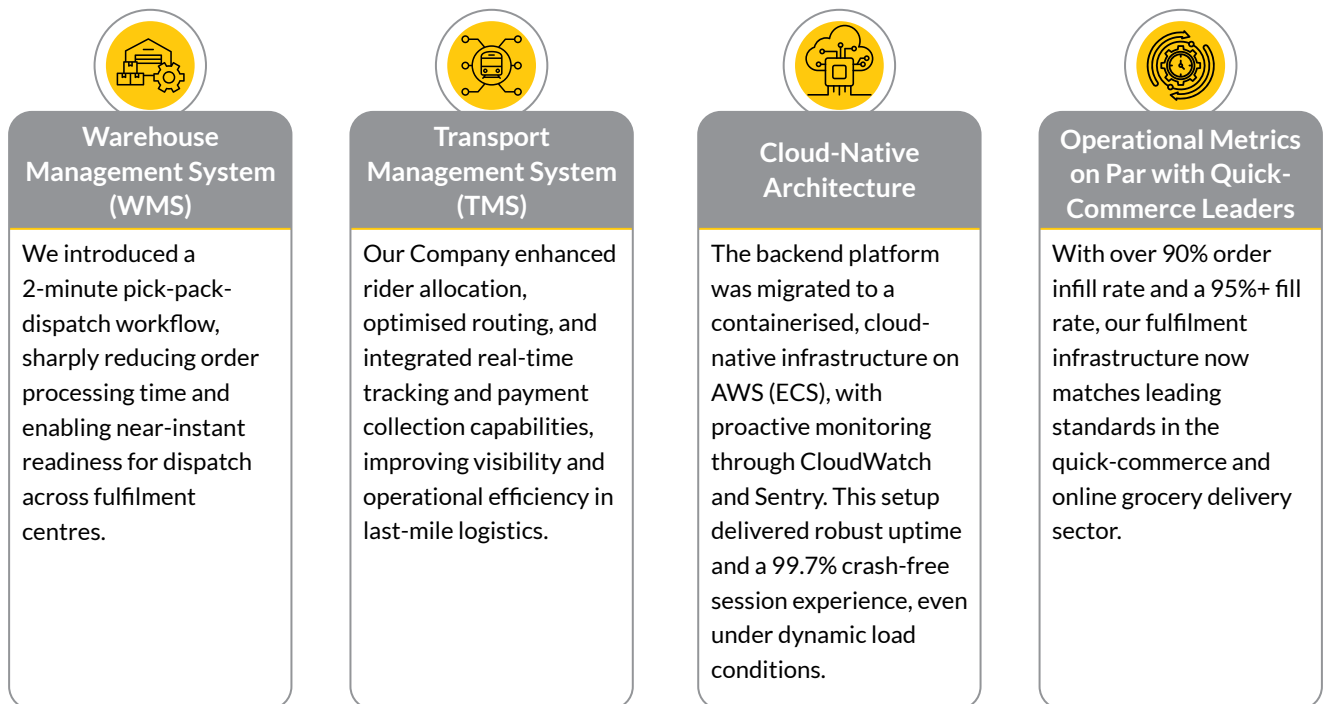 Warehouse
Management System
(WMS)
We introduced a
2-minute pick-pack-
dispatch workflow,
sharply reducing order
processing time and
enabling near-instant
readiness for dispatch
across fulfilment
centres.
Transport
Management System
(TMS)
Our Company enhanced
rider allocation,
optimised routing, and
integrated real-time
tracking and payment
collection capabilities,
improving visibility and
operational efficiency in
last-mile logistics.
Cloud-Native
Architecture
The backend platform
was migrated to a
containerised, cloud-
native infrastructure on
AWS (ECS), with
proactive monitoring
through CloudWatch
and Sentry. This setup
delivered robust uptime
and a 99.7% crash-free
session experience, even
under dynamic load
conditions.
Operational Metrics
on Par with Quick-
Commerce Leaders
With over 90% order
infill rate and a 95%+ fill
rate, our fulfilment
infrastructure now
matches leading
standards in the
quick-commerce and
online grocery delivery
sector.